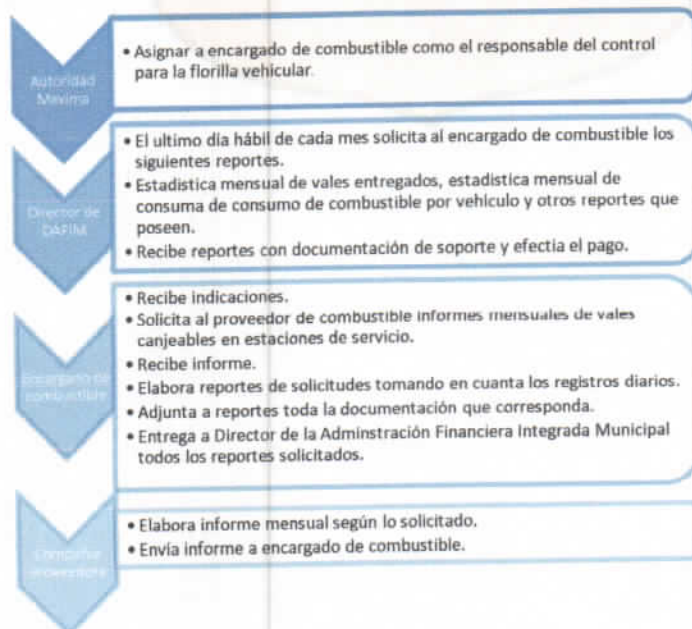 Autoridad
Maxima
• Asignar a encargado de combustible como el responsable del control
para la florilla vehicular.
Director de
DAFIM
• El ultimo día hábil de cada mes solicita al encargado de combustible los
siguientes reportes.
• Estadistica mensual de vales entregados, estadistica mensual de
consuma de consumo de combustible por vehículo y otros reportes que
poseen.
• Recibe reportes con documentación de soporte y efectia el pago.
Encargado de
combustible
• Recibe indicaciones.
• Solicita al proveedor de combustible informes mensuales de vales
canjeables en estaciones de servicio.
• Recibe informe.
• Elabora reportes de solicitudes tomando en cuenta los registros diarios.
• Adjunta a reportes toda la documentación que corresponda.
• Entrega a Director de la Adminstración Financiera Integrada Municipal
todos los reportes solicitados.
• Elabora informe mensual según lo solicitado.
• Envía informe a encargado de combustible.